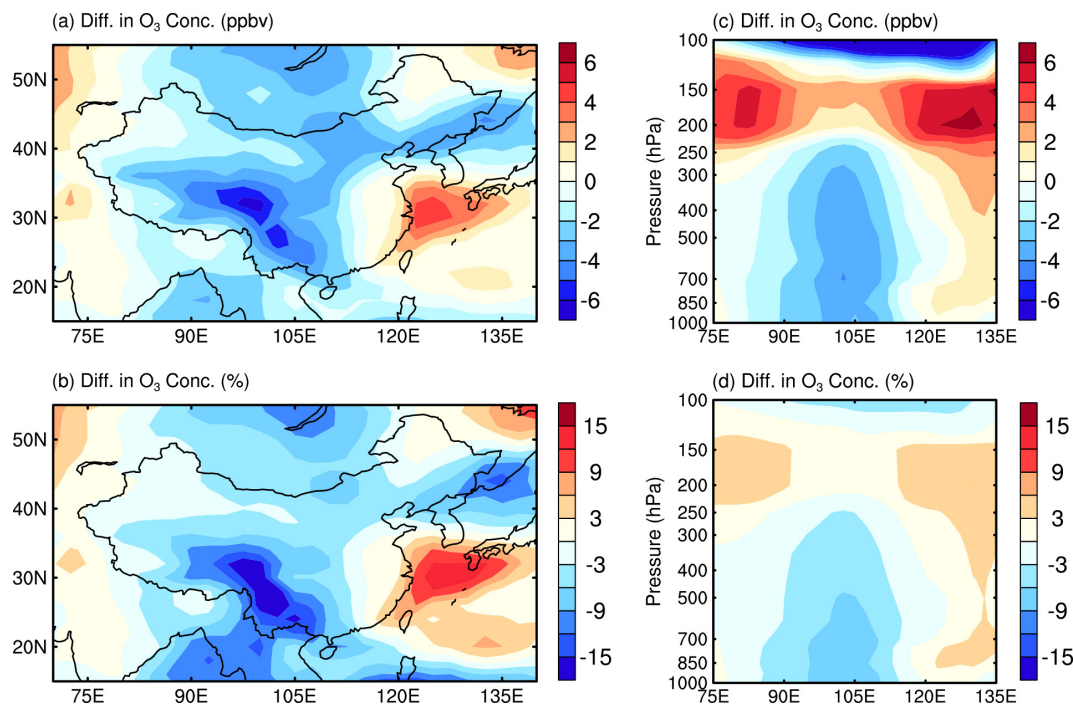 (a) Diff. in O₃ Conc. (ppbv)
50N
40N
30N
20N
75E 90E 105E 120E 135E
6
4
2
0
-2
-4
-6
(c) Diff. in O₃ Conc. (ppbv)
Pressure (hPa)
100
150
200
250
300
400
500
700
850
1000
75E 90E 105E 120E 135E
6
4
2
0
-2
-4
-6
(b) Diff. in O₃ Conc. (%)
50N
40N
30N
20N
75E 90E 105E 120E 135E
15
9
3
-3
-9
-15
(d) Diff. in O₃ Conc. (%)
Pressure (hPa)
100
150
200
250
300
500
700
850
1000
75E 90E 105E 120E 135E
15
9
3
-3
-9
-15